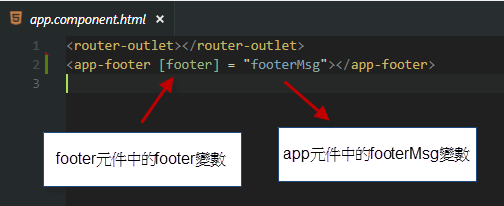 app.component.html ×
1 <router-outlet></router-outlet>
2 <app-footer [footer] = "footerMsg"></app-footer>
3
footer元件中的footer變數
app元件中的footerMsg變數